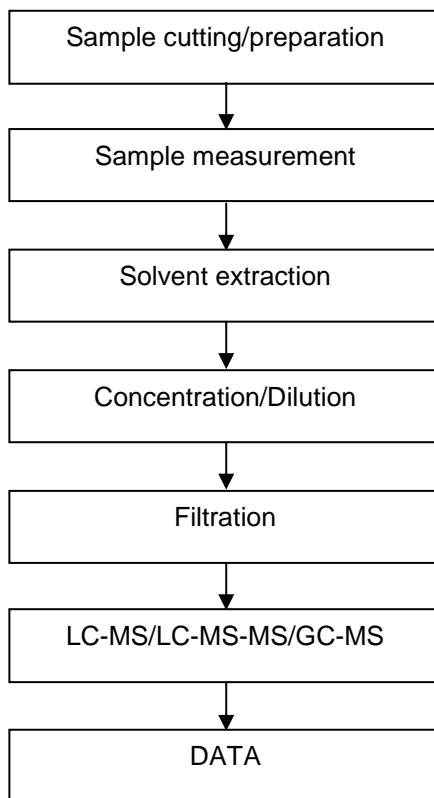 Sample cutting/preparation
Sample measurement
Solvent extraction
Concentration/Dilution
Filtration
LC-MS/LC-MS-MS/GC-MS
DATA